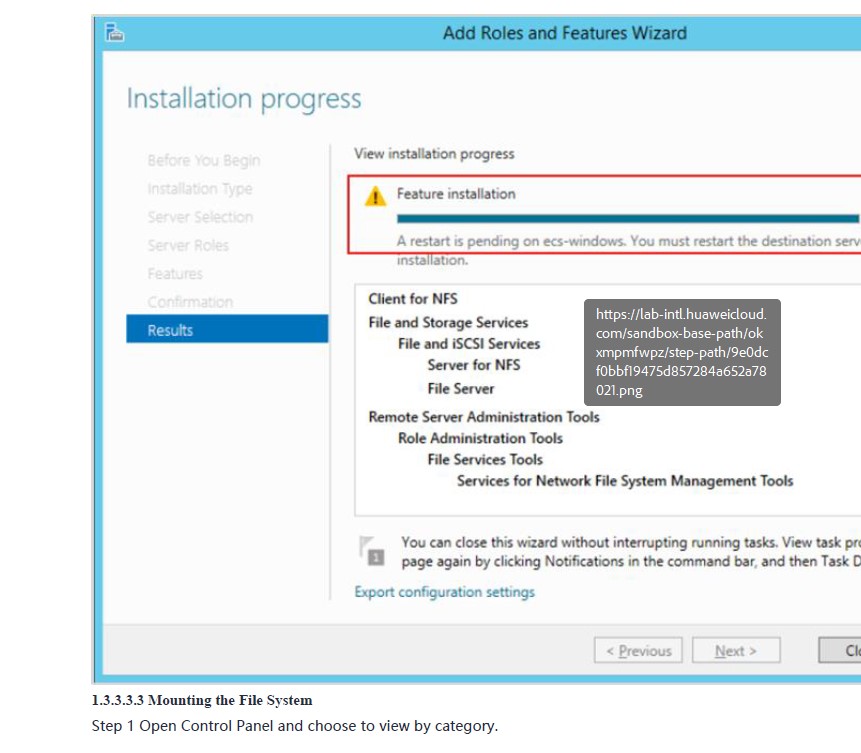 Add Roles and Features Wizard
Installation progress
Before You Begin
Installation Type
Server Selection
Server Roles
Features
Confirmation
Results
View installation progress
Feature installation
A restart is pending on ecs-windows. You must restart the destination
installation.
Client for NFS
File and Storage Services
File and iSCSI Services
Server for NFS
File Server
Remote Server Administration Tools
Role Administration Tools
File Services Tools
Services for Network File System Management Tools
https://lab-intl.huaweicloud.
com/sandbox-base-path/ok
xmpmfwpz/step-path/9e0dc
f0bbf19475d857284a652a78
021.png
1
You can close this wizard without interrupting running tasks. View task
page again by clicking Notifications in the command bar, and then Task
Export configuration settings
< Previous
Next >
1.3.3.3.3 Mounting the File System
Step 1 Open Control Panel and choose to view by category.